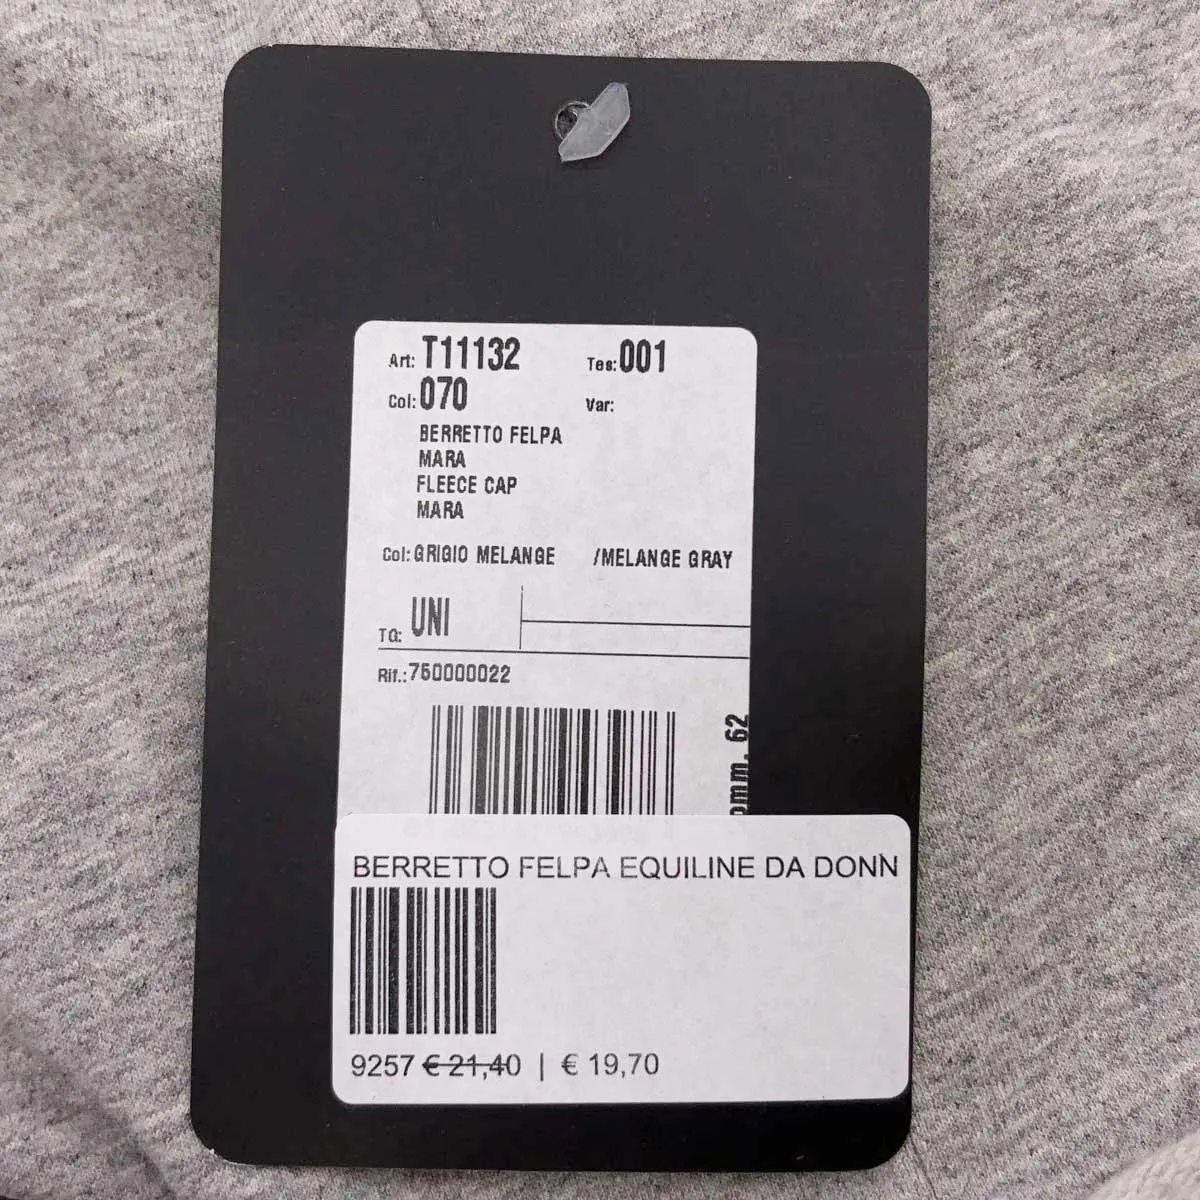 Art: T11132 Tes: 001
Col: 070 Var:
BERRETTO FELPA
MARA
FLEECE CAP
MARA
Col: GRIGIO MELANGE /MELANGE GRAY
TG: UNI
Rif.: 750000022
62
BERRETTO FELPA EQUILINE DA DONN
9257 € 21,40 | € 19,70